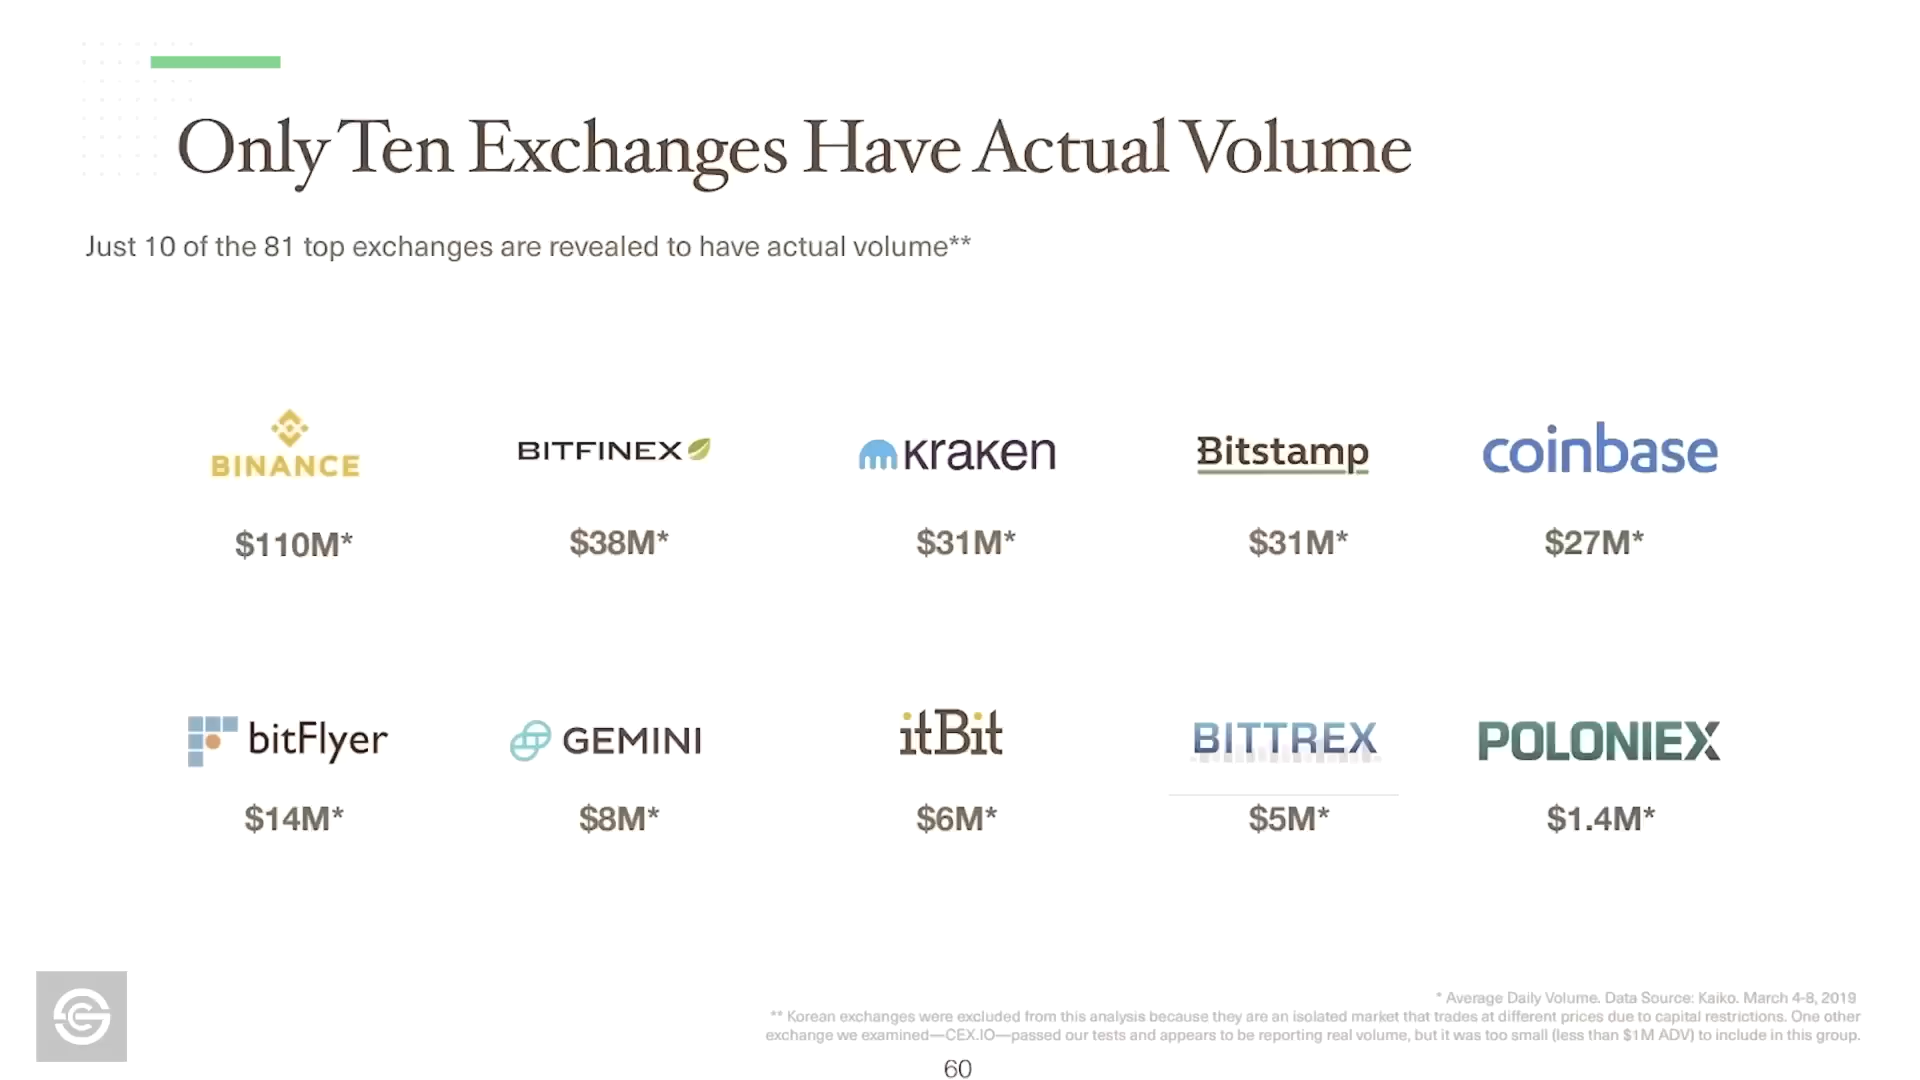 Only Ten Exchanges Have Actual Volume
Just 10 of the 81 top exchanges are revealed to have actual volume**
BINANCE
BITFINEX
kraken
Bitstamp
coinbase
$110M*
$38M*
$31M*
$31M*
$27M*
bitFlyer
GEMINI
itBit
BITTREX
POLONIEX
$14M*
$8M*
$6M*
$5M*
$1.4M*
* Average Daily Volume. Data Source: Kaiko. March 4-8, 2019
** Korean exchanges were excluded from this analysis because they are an isolated market that trades at different prices due to capital restrictions. One other
exchange we examined—CEX.IO—passed our tests and appears to be reporting real volume, but it was too small (less than $1M ADV) to include in this group.
60